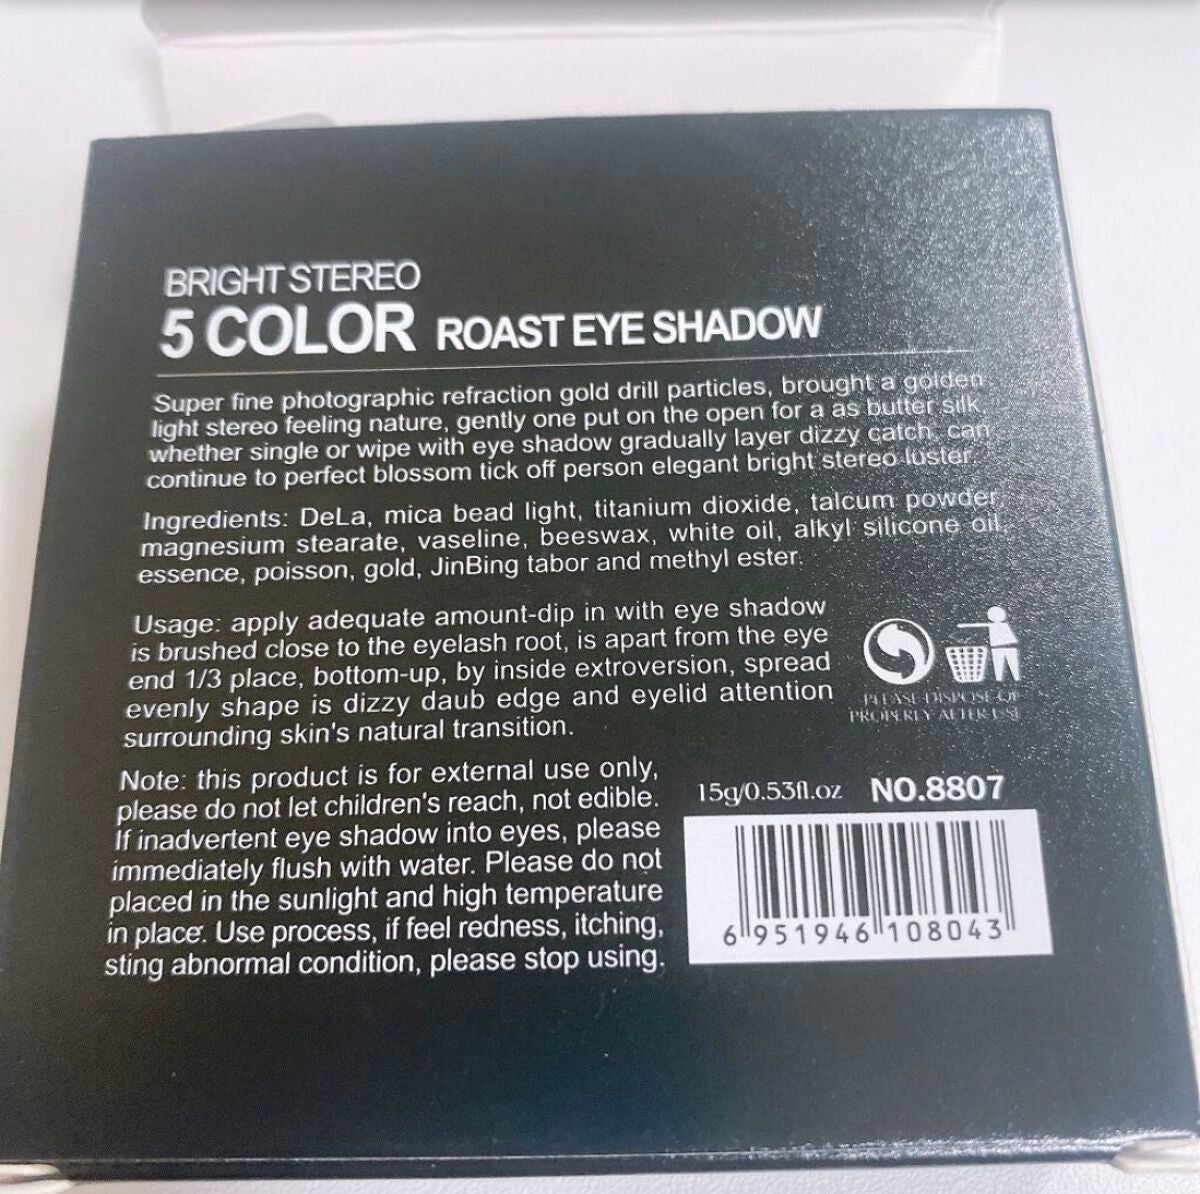 BRIGHT STEREO
5 COLOR ROAST EYE SHADOW
Super fine photographic refraction gold drill particles, brought a golden
light stereo feeling nature, gently one put on the open for a as butter silk
whether single or wipe with eye shadow gradually layer dizzy catch, can
continue to perfect blossom tick off person elegant bright stereo luster
Ingredients: DeLa, mica bead light, titanium dioxide, talcum powder,
magnesium stearate, vaseline, beeswax, white oil, alkyl silicone oil,
essence, poisson, gold, JinBing tabor and methyl ester.
Usage: apply adequate amount-dip in with eye shadow
is brushed close to the eyelash root, is apart from the eye
end 1/3 place, bottom-up, by inside extroversion, spread
evenly shape is dizzy daub edge and eyelid attention
surrounding skin's natural transition.
PLEASE DISPOSE OF
PROPERLY AFTER USE
Note: this product is for external use only,
please do not let children's reach, not edible.
If inadvertent eye shadow into eyes, please
immediately flush with water. Please do not
placed in the sunlight and high temperature
in place. Use process, if feel redness, itching,
sting abnormal condition, please stop using.
15g/0.53fl.oz NO.8807
6 951946 108043